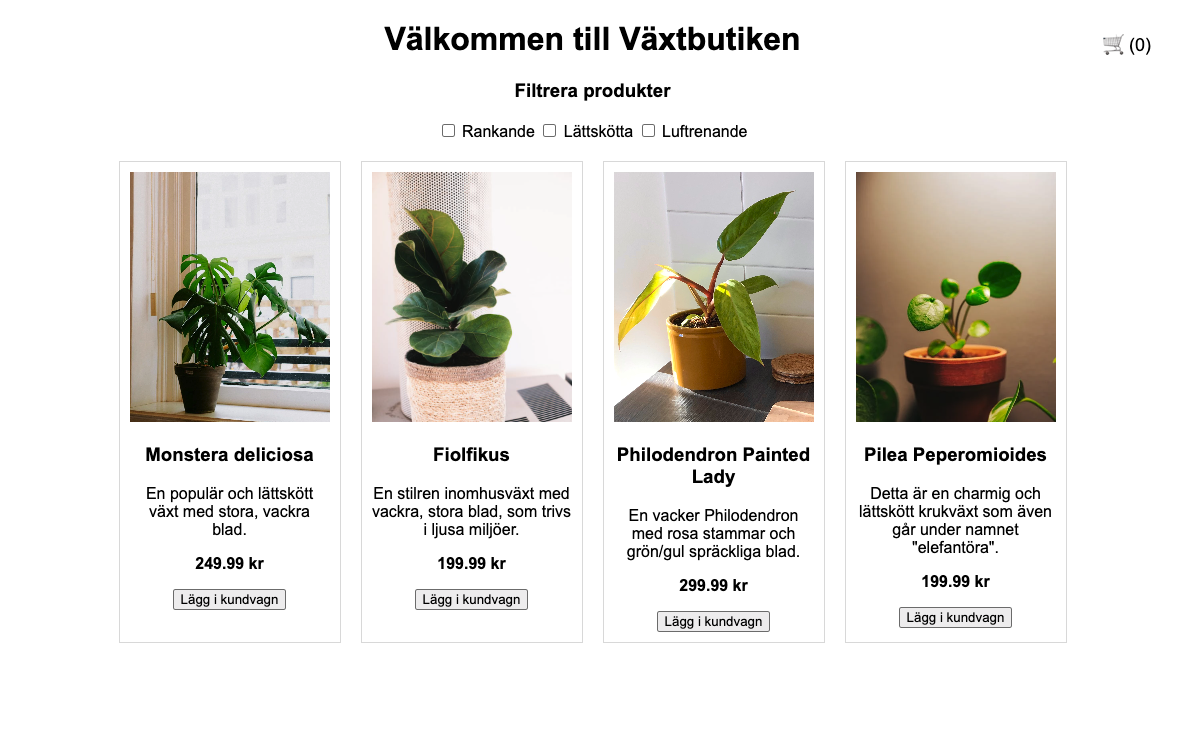 Välkommen till Växtbutiken
(0)
Filtrera produkter
Rankande Lättskötta Luftrenande
Monstera deliciosa
En populär och lättskött
växt med stora, vackra
blad.
249.99 kr
Lägg i kundvagn
Fiolfikus
En stilren inomhusväxt med
vackra, stora blad, som trivs
i ljusa miljöer.
199.99 kr
Lägg i kundvagn
Philodendron Painted
Lady
En vacker Philodendron
med rosa stammar och
grön/gul spräckliga blad.
299.99 kr
Lägg i kundvagn
Pilea Peperomioides
Detta är en charmig och
lättskött krukväxt som även
går under namnet
"elefantöra".
199.99 kr
Lägg i kundvagn